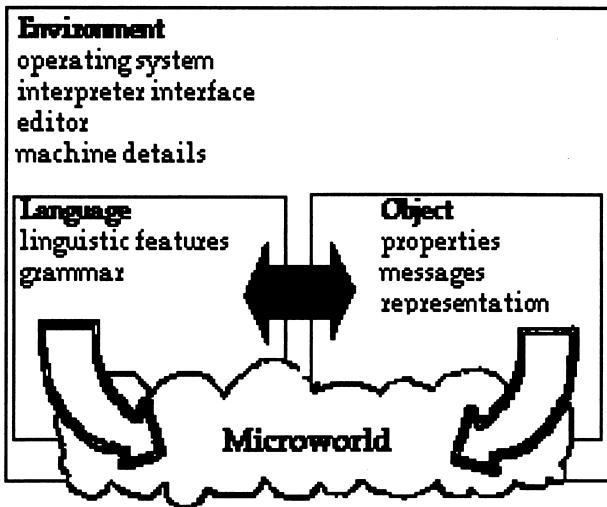 Environment
operating system
interpreter interface
editor
machine details
Language
linguistic features
grammar
Object
properties
messages
representation
Microworld